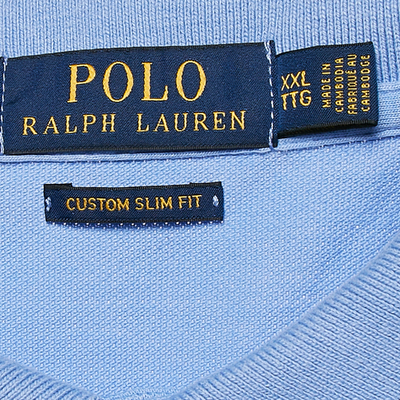 POLO
RALPH LAUREN
XXL
TTG
MADE IN
CAMBODIA
FABRIQUÉ AU
CAMBODGE
CUSTOM SLIM FIT